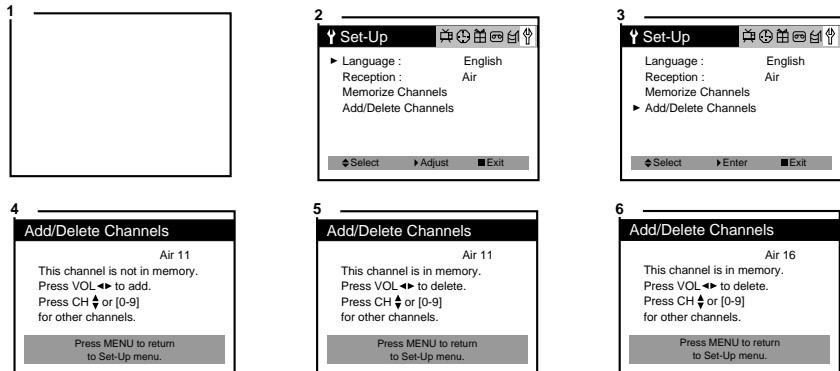 1
2
Set-Up
Language : English
Reception : Air
Memorize Channels
Add/Delete Channels
Select Adjust Exit
3
Set-Up
Language : English
Reception : Air
Memorize Channels
Add/Delete Channels
Select Enter Exit
4
Add/Delete Channels
Air 11
This channel is not in memory.
Press VOL◄► to add.
Press CH ▲▼ or [0-9]
for other channels.
Press MENU to return
to Set-Up menu.
5
Add/Delete Channels
Air 11
This channel is in memory.
Press VOL◄► to delete.
Press CH ▲▼ or [0-9]
for other channels.
Press MENU to return
to Set-Up menu.
6
Add/Delete Channels
Air 16
This channel is in memory.
Press VOL◄► to delete.
Press CH ▲▼ or [0-9]
for other channels.
Press MENU to return
to Set-Up menu.